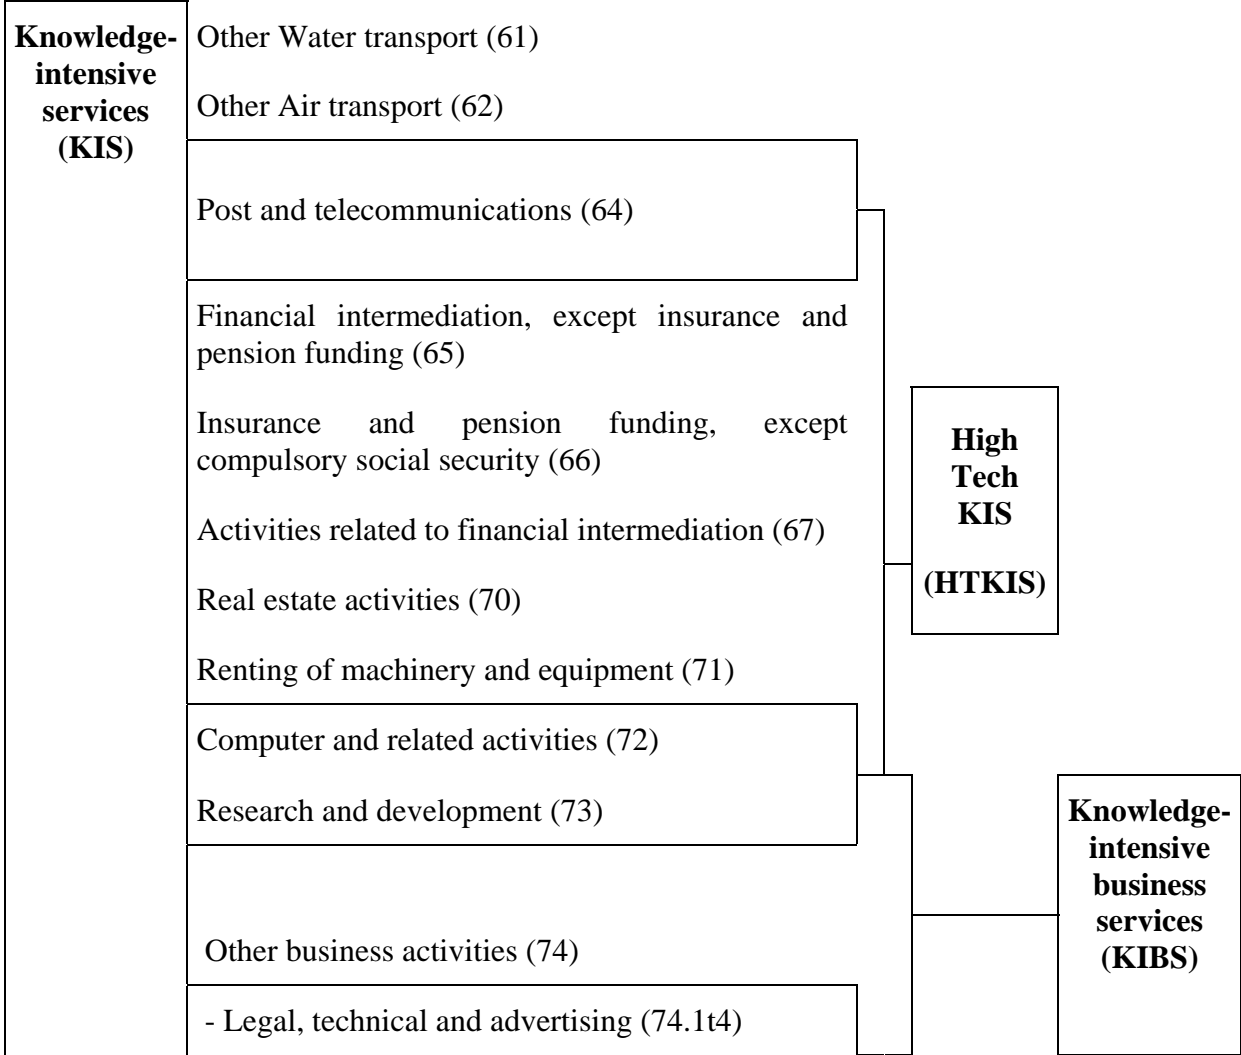 Knowledge-
intensive
services
(KIS)
Other Water transport (61)
Other Air transport (62)
Post and telecommunications (64)
Financial intermediation, except insurance and
pension funding (65)
Insurance and pension funding, except
compulsory social security (66)
Activities related to financial intermediation (67)
Real estate activities (70)
Renting of machinery and equipment (71)
Computer and related activities (72)
Research and development (73)
Other business activities (74)
- Legal, technical and advertising (74.1t4)
High
Tech
KIS
(HTKIS)
Knowledge-
intensive
business
services
(KIBS)